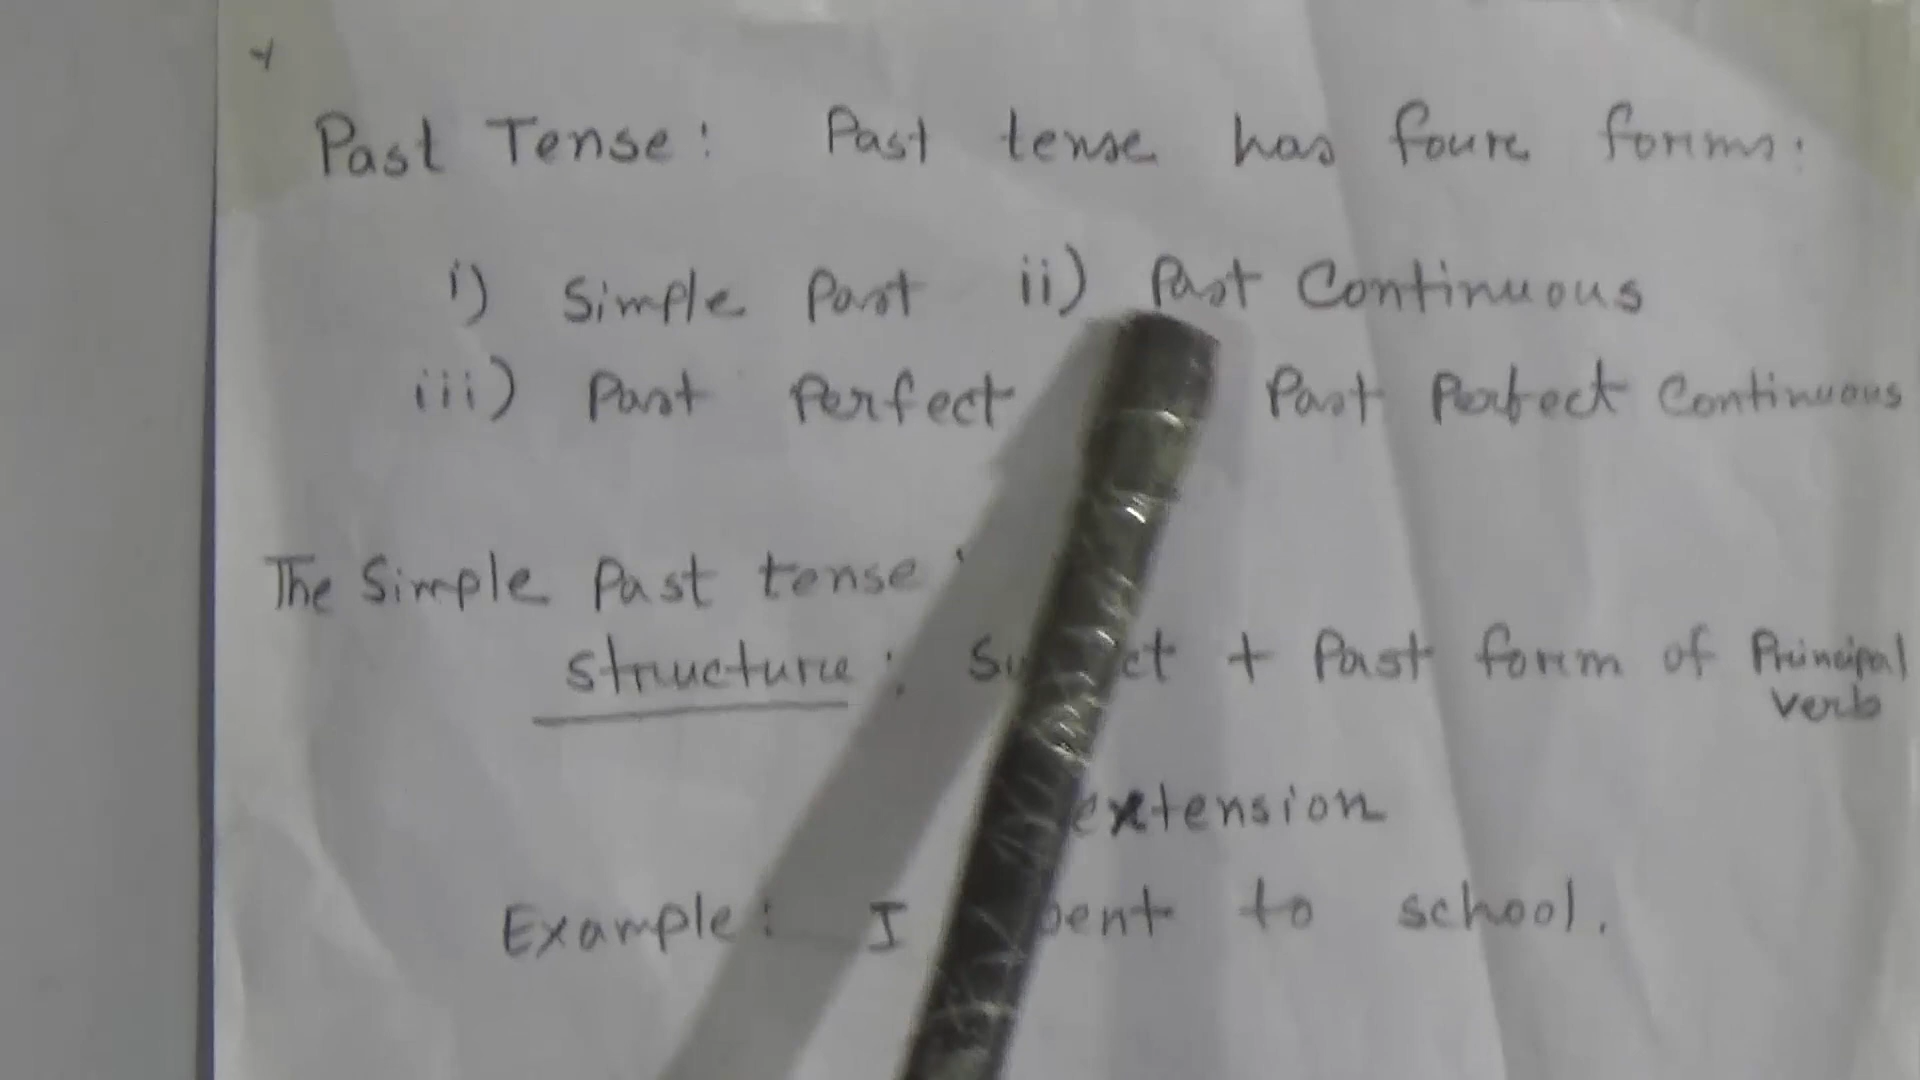 Past Tense: Past tense has foure forms:
i) Simple Past ii) Past Continuous
iii) Past Perfect Past Perfect Continuous
The Simple Past tense:
structure: + Past form of Principal
verb
extension
Example: I to school.